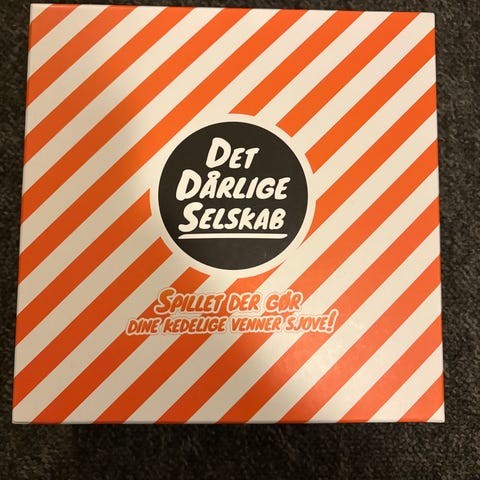 DET
DÅRLIGE
SELSKAB
SPILLET DER GØR
DINE KEDELIGE VENNER SJOVE!